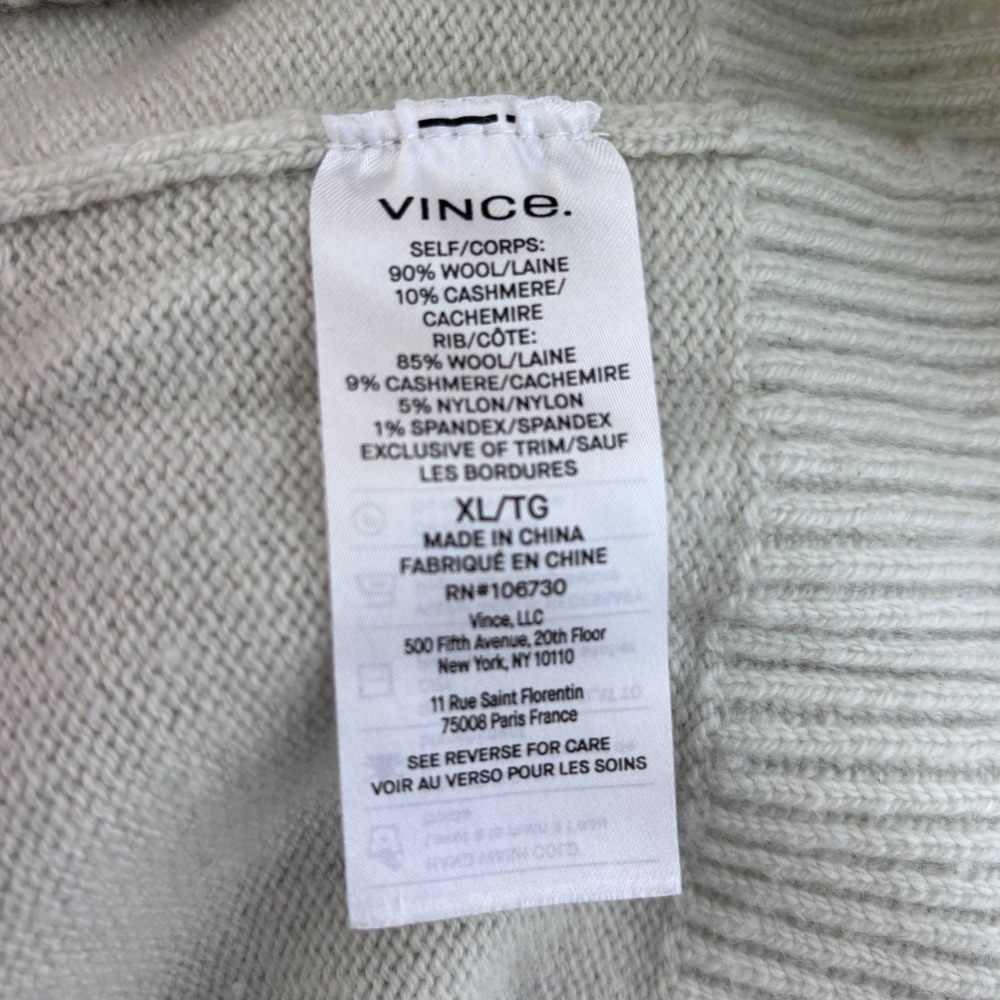 VINCe.
SELF/CORPS:
90% WOOL/LAINE
10% CASHMERE/
CACHEMIRE
RIB/CÔTE:
85% WOOL/LAINE
9% CASHMERE/CACHEMIRE
5% NYLON/NYLON
1% SPANDEX/SPANDEX
EXCLUSIVE OF TRIM/SAUF
LES BORDURES
XL/TG
MADE IN CHINA
FABRIQUÉ EN CHINE
RN#106730
Vince, LLC
500 Fifth Avenue, 20th Floor
New York, NY 10110
11 Rue Saint Florentin
75008 Paris France
SEE REVERSE FOR CARE
VOIR AU VERSO POUR LES SOINS